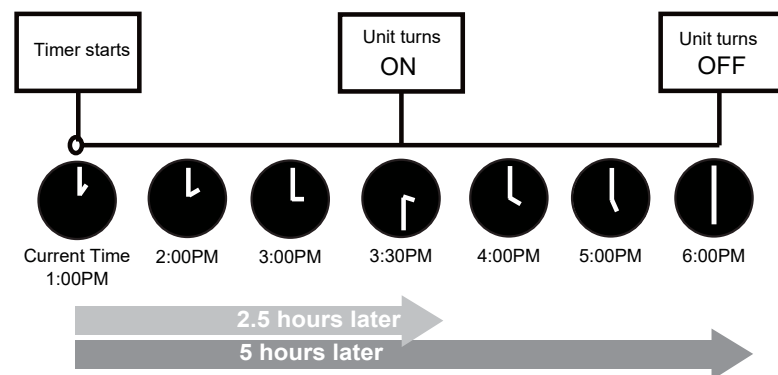 Timer starts
Unit turns
ON
Unit turns
OFF
Current Time
1:00PM
2:00PM
3:00PM
3:30PM
4:00PM
5:00PM
6:00PM
2.5 hours later
5 hours later